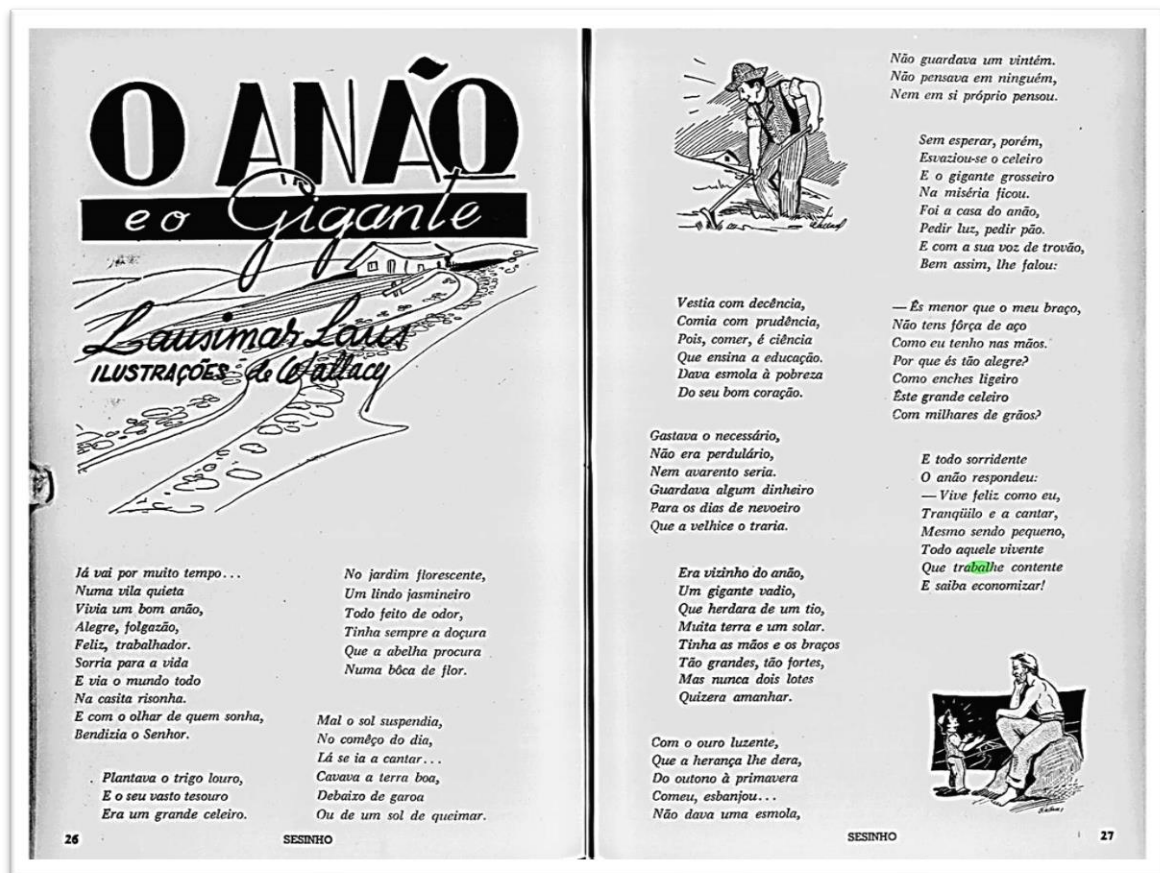 O ANÃO
e o Gigante
Lausimar Laus
ILUSTRAÇÕES de Wallacy
Já vai por muito tempo...
Numa vila quieta
Vivia um bom anão,
Alegre, folgazão,
Feliz, trabalhador.
Sorria para a vida
E via o mundo todo
Na casita risonha.
E com o olhar de quem sonha,
Bendizia o Senhor.
Plantava o trigo louro,
E o seu vasto tesouro
Era um grande celeiro.
No jardim florescente,
Um lindo jasmineiro
Todo feito de odor,
Tinha sempre a doçura
Que a abelha procura
Numa bôca de flor.
Mal o sol suspendia,
No comêço do dia,
Lá se ia a cantar...
Cavava a terra boa,
Debaixo de garoa
Ou de um sol de queimar.
26
SESINHO
Vestia com decência,
Comia com prudência,
Pois, comer, é ciência
Que ensina a educação.
Dava esmola à pobreza
Do seu bom coração.
Gastava o necessário,
Não era perdulário,
Nem avarento seria.
Guardava algum dinheiro
Para os dias de nevoeiro
Que a velhice o traria.
Era vizinho do anão,
Um gigante vadio,
Que herdara de um tio,
Muita terra e um solar.
Tinha as mãos e os braços
Tão grandes, tão fortes,
Mas nunca dois lotes
Quizera amanhar.
Com o ouro luzente,
Que a herança lhe dera,
Do outono à primavera
Comeu, esbanjou...
Não dava uma esmola,
Não guardava um vintém.
Não pensava em ninguém,
Nem em si próprio pensou.
Sem esperar, porém,
Esvaziou-se o celeiro
E o gigante grosseiro
Na miséria ficou.
Foi a casa do anão,
Pedir luz, pedir pão.
E com a sua voz de trovão,
Bem assim, lhe falou:
— És menor que o meu braço,
Não tens fôrça de aço
Como eu tenho nas mãos.
Por que és tão alegre?
Como enches ligeiro
Êste grande celeiro
Com milhares de grãos?
E todo sorridente
O anão respondeu:
— Vive feliz como eu,
Tranqüilo e a cantar,
Mesmo sendo pequeno,
Todo aquele vivente
Que trabalhe contente
E saiba economizar!
SESINHO
27